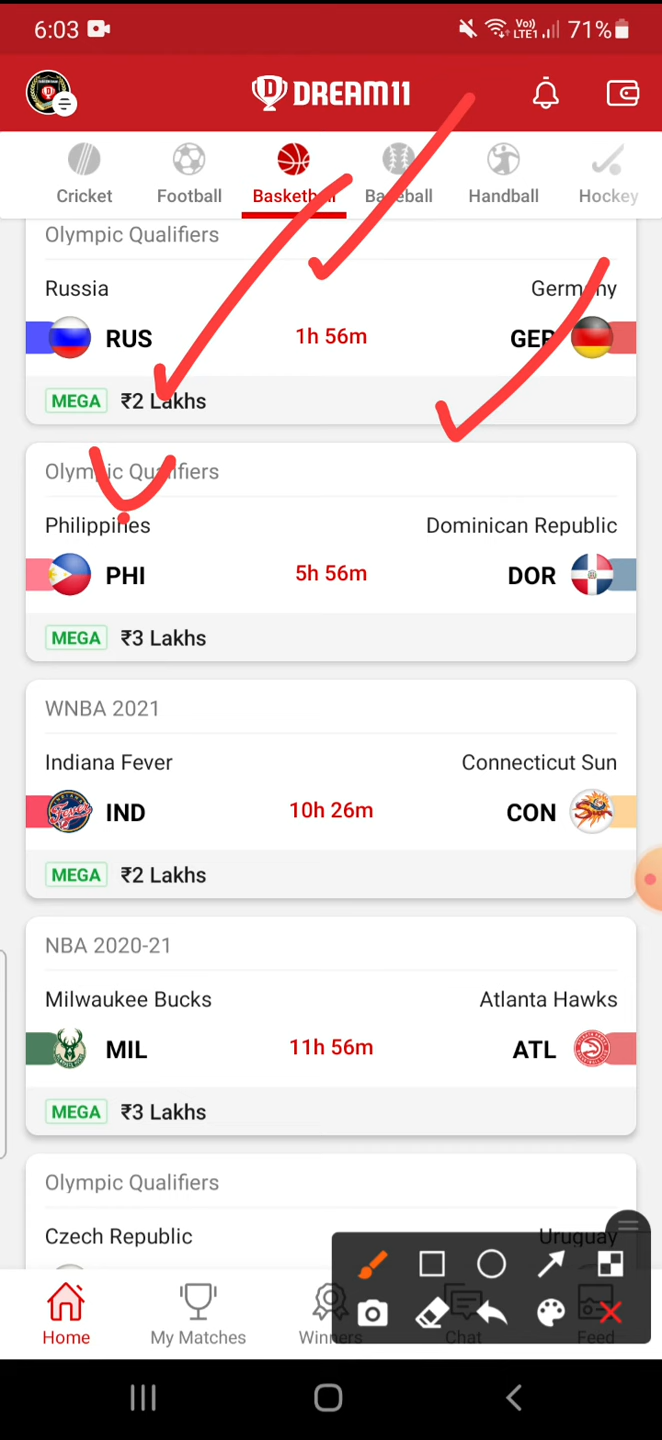 6:03 Vo)) LTE1 71%
DREAM11
Cricket Football Basketball Baseball Handball Hockey
Olympic Qualifiers
Russia Germany
RUS 1h 56m GER
MEGA ₹2 Lakhs
Olympic Qualifiers
Philippines Dominican Republic
PHI 5h 56m DOR
MEGA ₹3 Lakhs
WNBA 2021
Indiana Fever Connecticut Sun
IND 10h 26m CON
MEGA ₹2 Lakhs
NBA 2020-21
Milwaukee Bucks Atlanta Hawks
MIL 11h 56m ATL
MEGA ₹3 Lakhs
Olympic Qualifiers
Czech Republic Uruguay
Home My Matches Winners Chat Feed